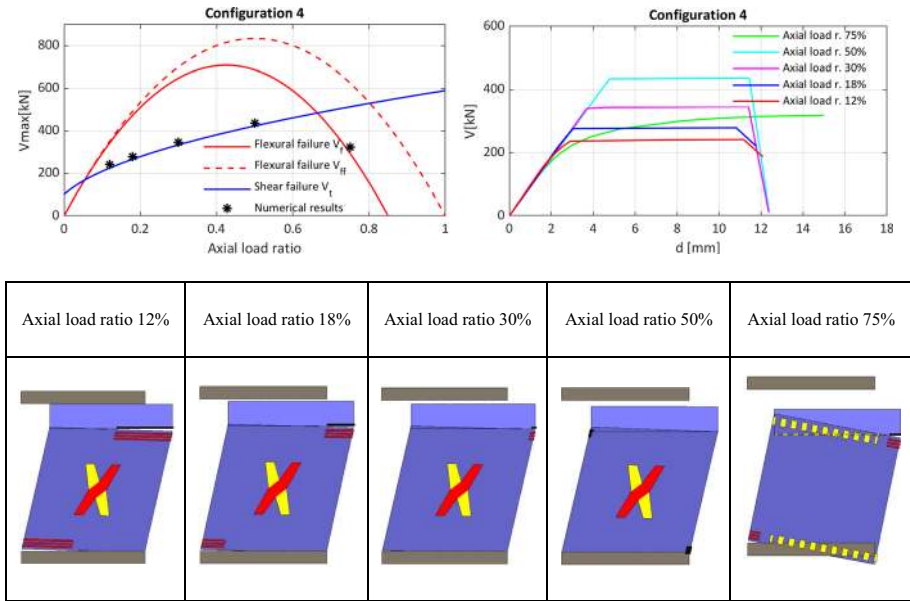 Configuration 4
800
600
400
200
0
Vmax[kN]
0
0.2
0.4
0.6
0.8
1
Axial load ratio
Flexural failure V_f
Flexural failure V_ff
Shear failure V_t
Numerical results
Configuration 4
600
400
200
0
V[kN]
0
2
4
6
8
10
12
14
16
18
d [mm]
Axial load r. 75%
Axial load r. 50%
Axial load r. 30%
Axial load r. 18%
Axial load r. 12%
Axial load ratio 12%
Axial load ratio 18%
Axial load ratio 30%
Axial load ratio 50%
Axial load ratio 75%